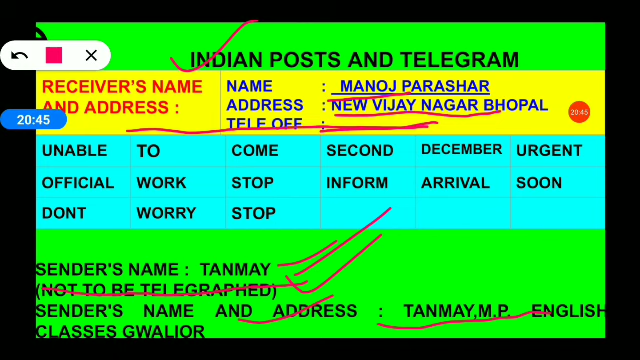 INDIAN POSTS AND TELEGRAM
RECEIVER'S NAME AND ADDRESS :
NAME : MANOJ PARASHAR
ADDRESS : NEW VIJAY NAGAR BHOPAL
TELE OFF :
20:45
20:45
UNABLE TO COME SECOND DECEMBER URGENT
OFFICIAL WORK STOP INFORM ARRIVAL SOON
DONT WORRY STOP
SENDER'S NAME : TANMAY
(NOT TO BE TELEGRAPHED)
SENDER'S NAME AND ADDRESS : TANMAY,M.P. ENGLISH
CLASSES GWALIOR